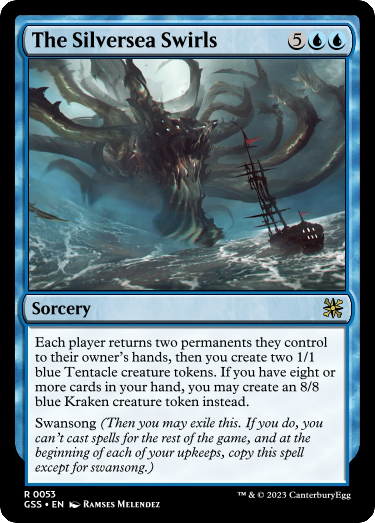 The Silversea Swirls 5
Sorcery
Each player returns two permanents they control
to their owner's hands, then you create two 1/1
blue Tentacle creature tokens. If you have eight or
more cards in your hand, you may create an 8/8
blue Kraken creature token instead.
Swansong (Then you may exile this. If you do, you
can't cast spells for the rest of the game, and at the
beginning of each of your upkeeps, copy this spell
except for swansong.)
R 0053
GSS • EN Ramses Melendez
™ & © 2023 CanterburyEgg